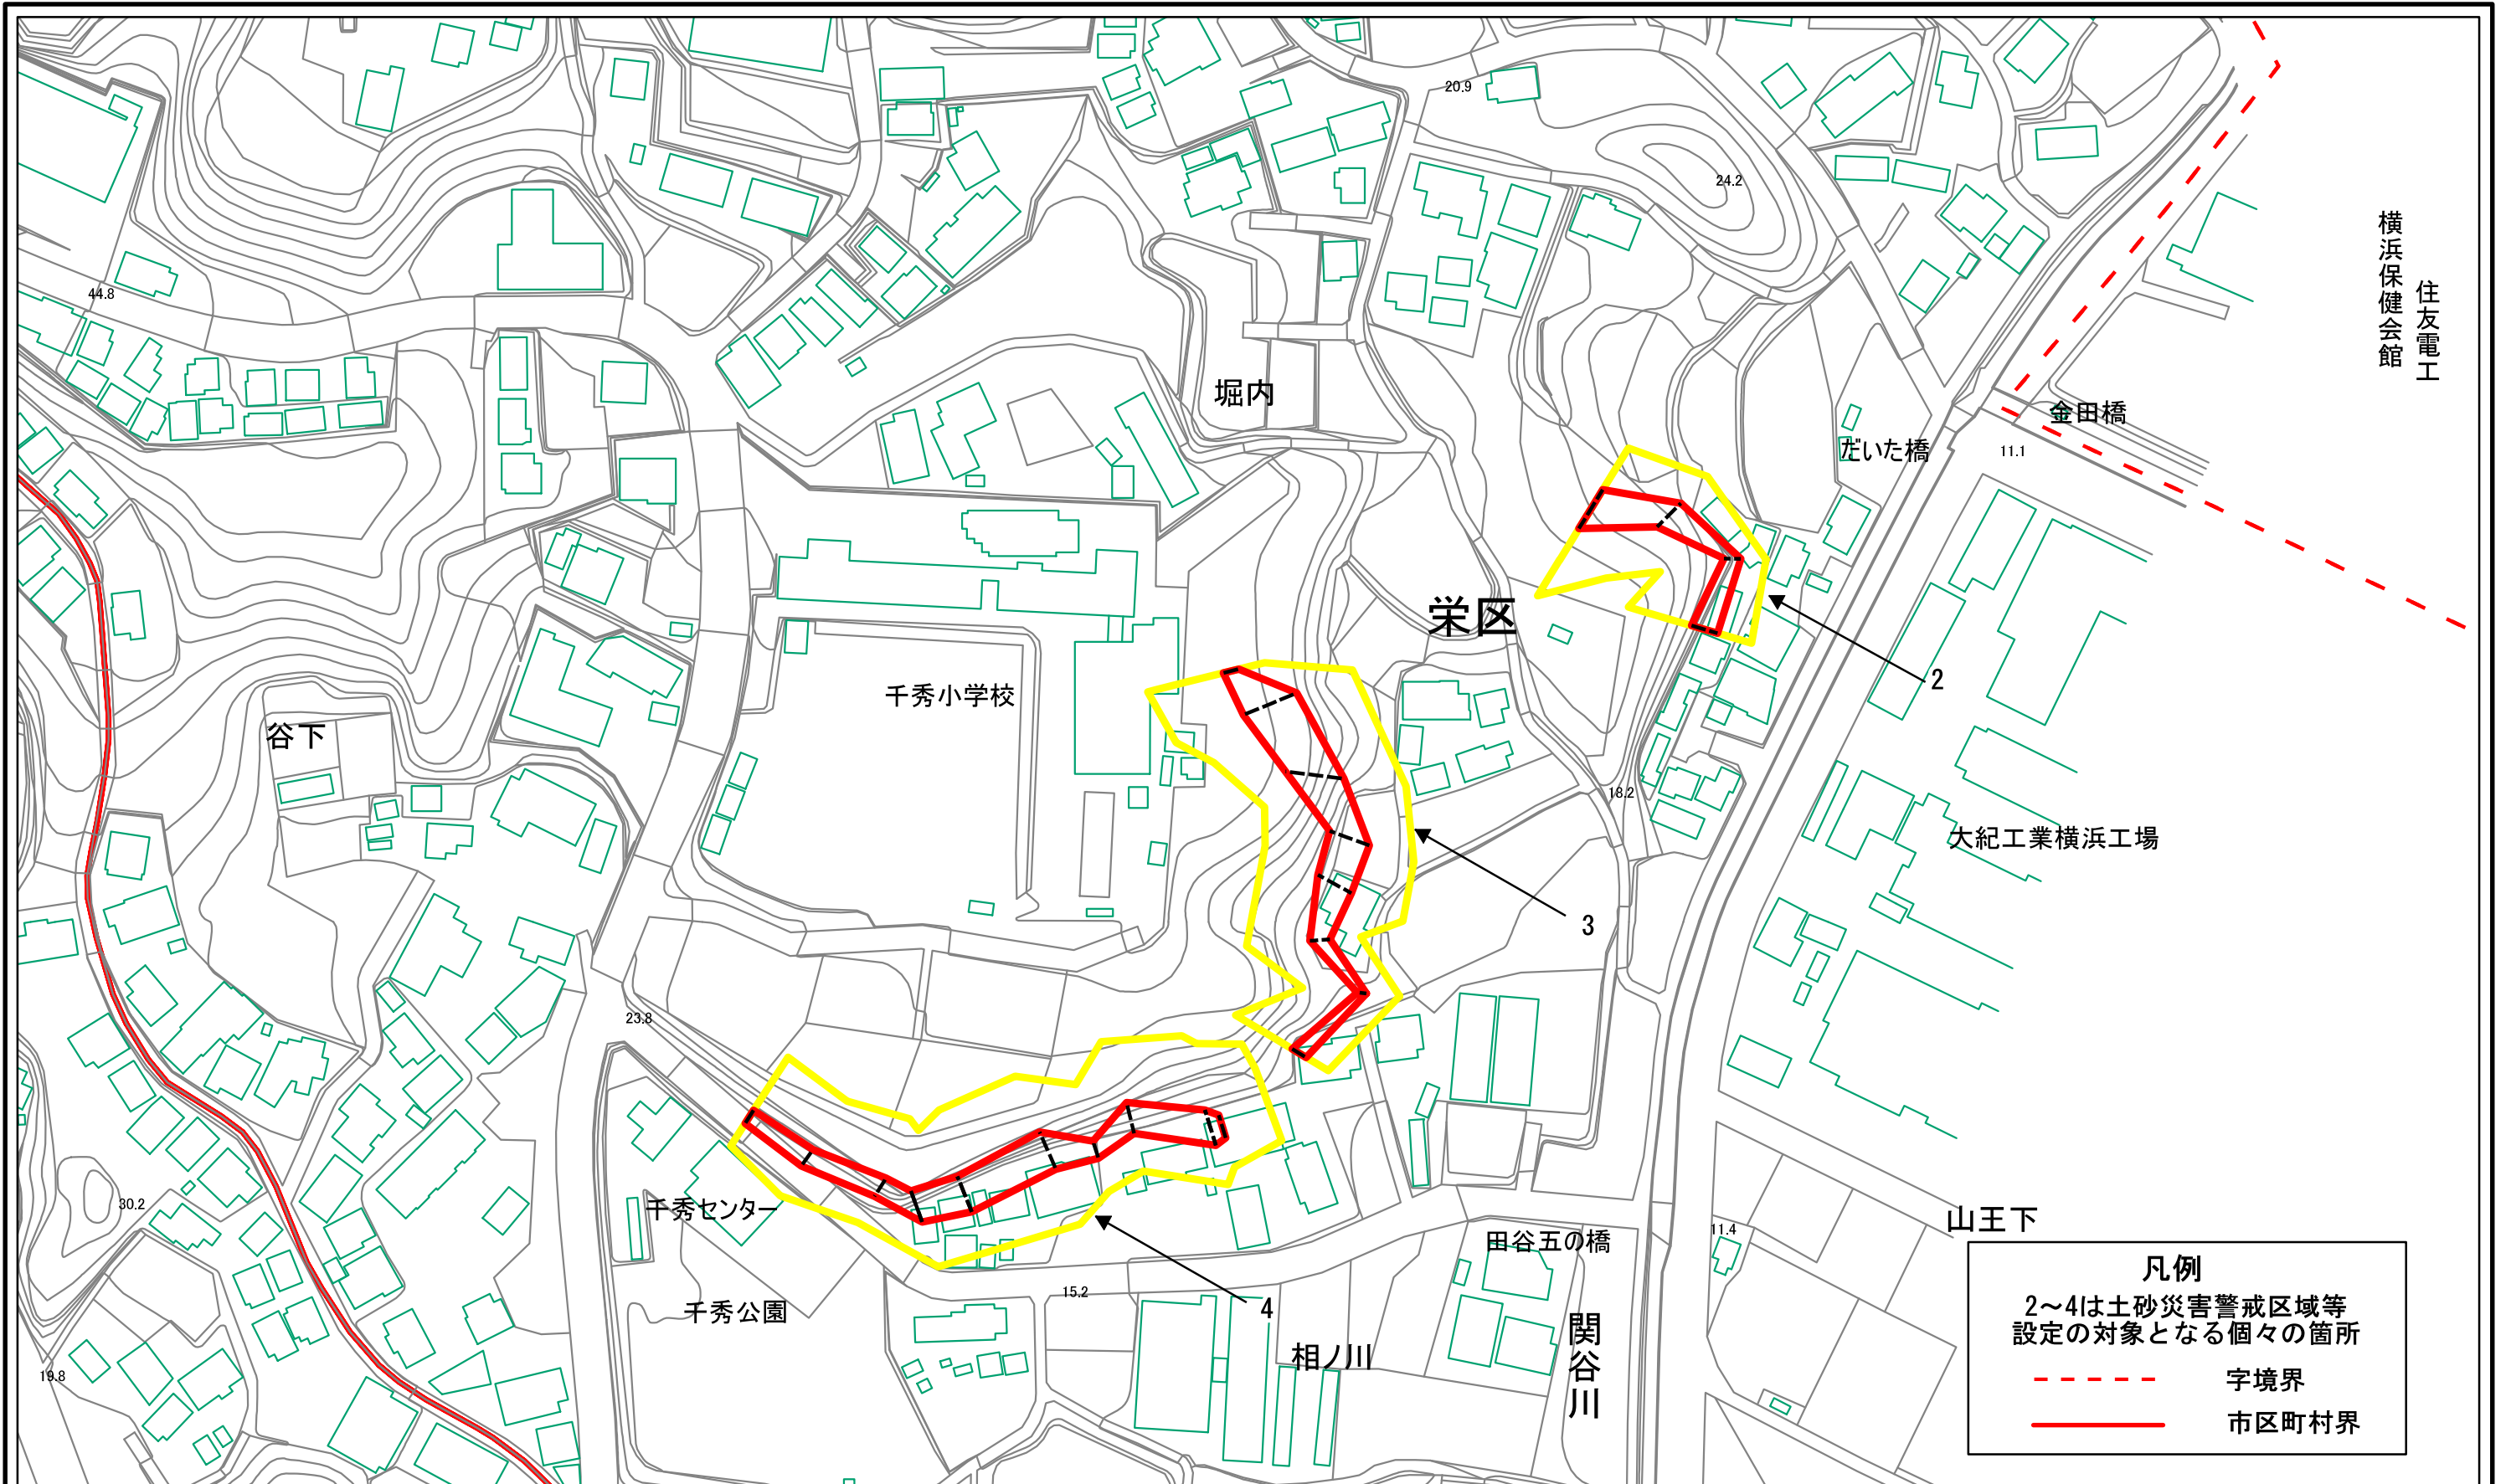 20.9
24.2
横浜保健会館
住友電工
44.8
堀内
金田橋
だいた橋
11.1
栄区
2
千秀小学校
谷下
18.2
大紀工業横浜工場
3
23.8
30.2
千秀センター
山王下
11.4
田谷五の橋
15.2
4
千秀公園
関谷川
相ノ川
19.8
凡例
2～4は土砂災害警戒区域等
設定の対象となる個々の箇所
字境界
市区町村界